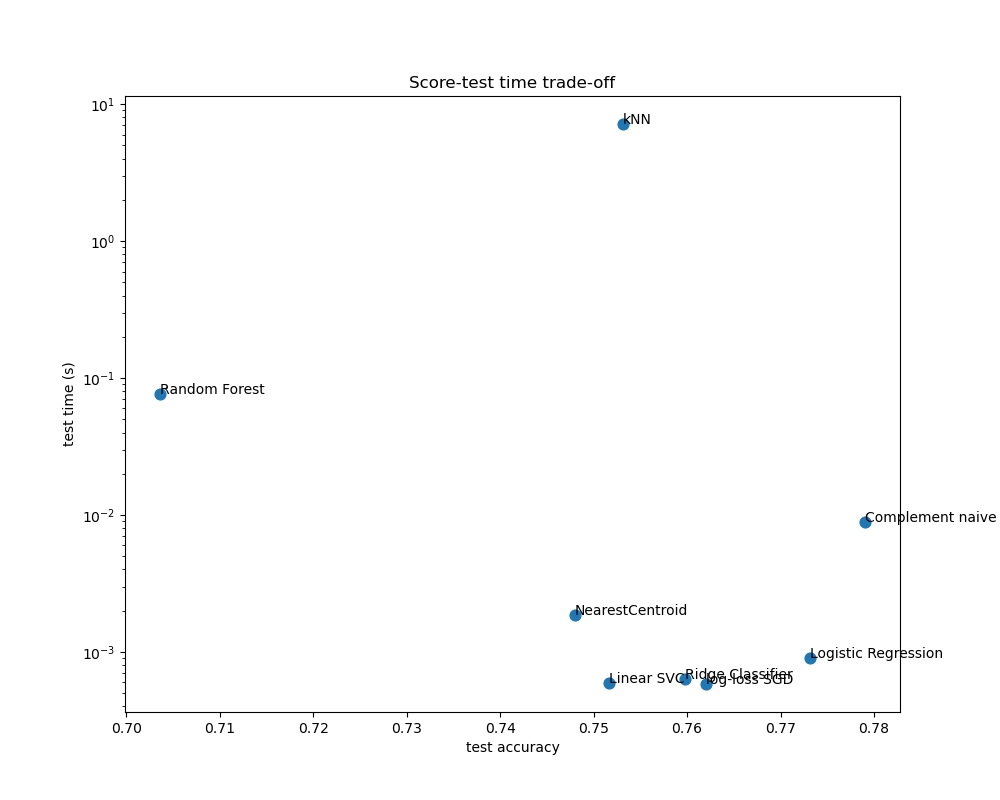 Score-test time trade-off
10¹
kNN
10⁰
test time (s)
10⁻¹
Random Forest
10⁻²
Complement naive
NearestCentroid
10⁻³
Logistic Regression
Ridge Classifier
Linear SVC
log-loss SGD
0.70 0.71 0.72 0.73 0.74 0.75 0.76 0.77 0.78
test accuracy